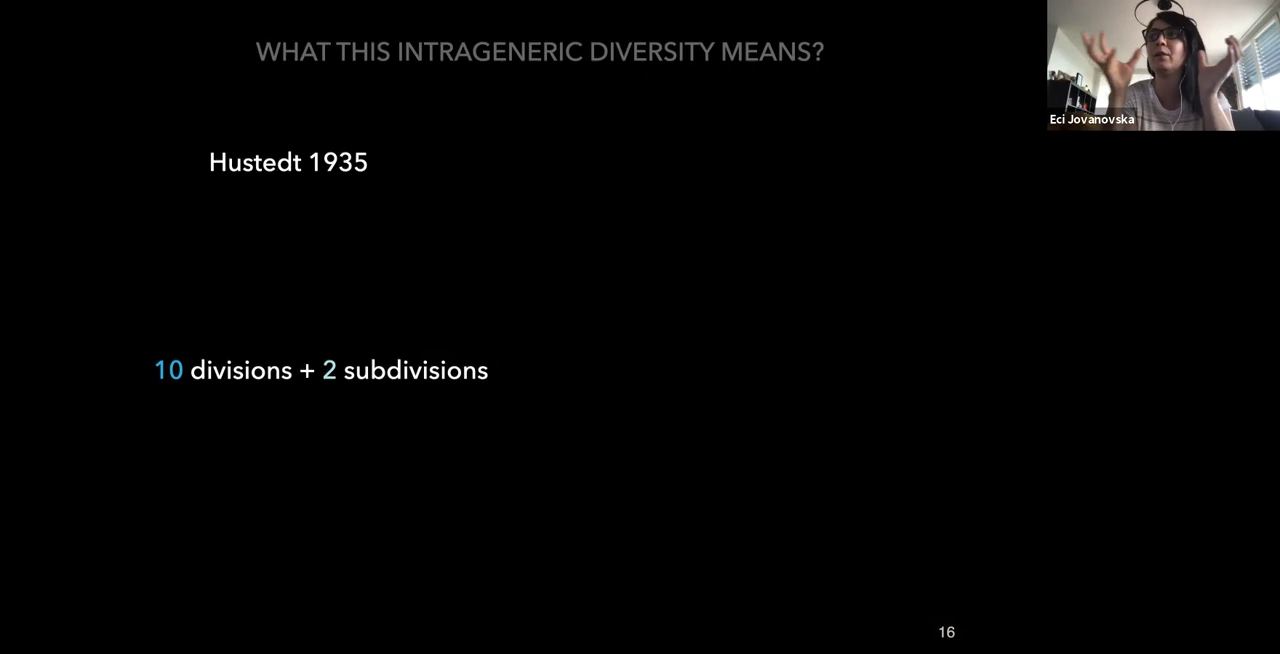 WHAT THIS INTRAGENERIC DIVERSITY MEANS?
Eci Jovanovska
Hustedt 1935
10 divisions + 2 subdivisions
16